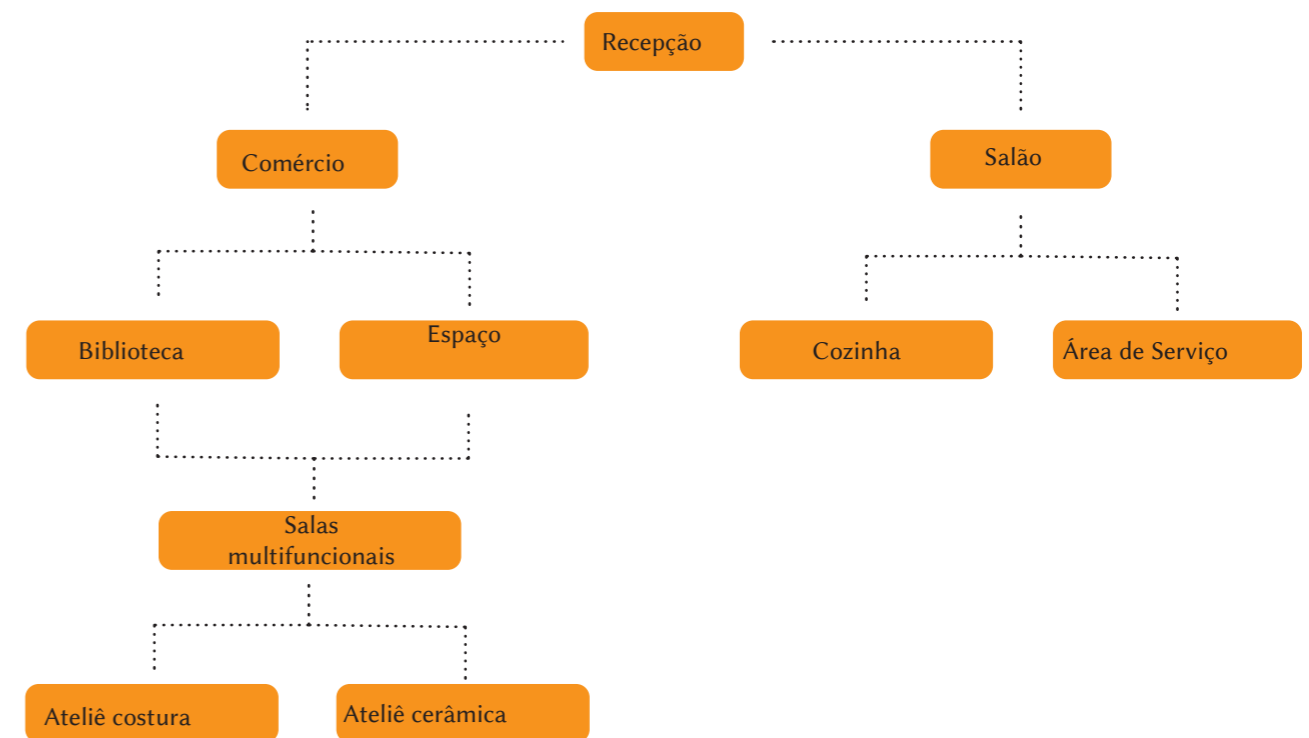 Recepção
Comércio
Salão
Biblioteca
Espaço
Cozinha
Área de Serviço
Salas
multifuncionais
Ateliê costura
Ateliê cerâmica